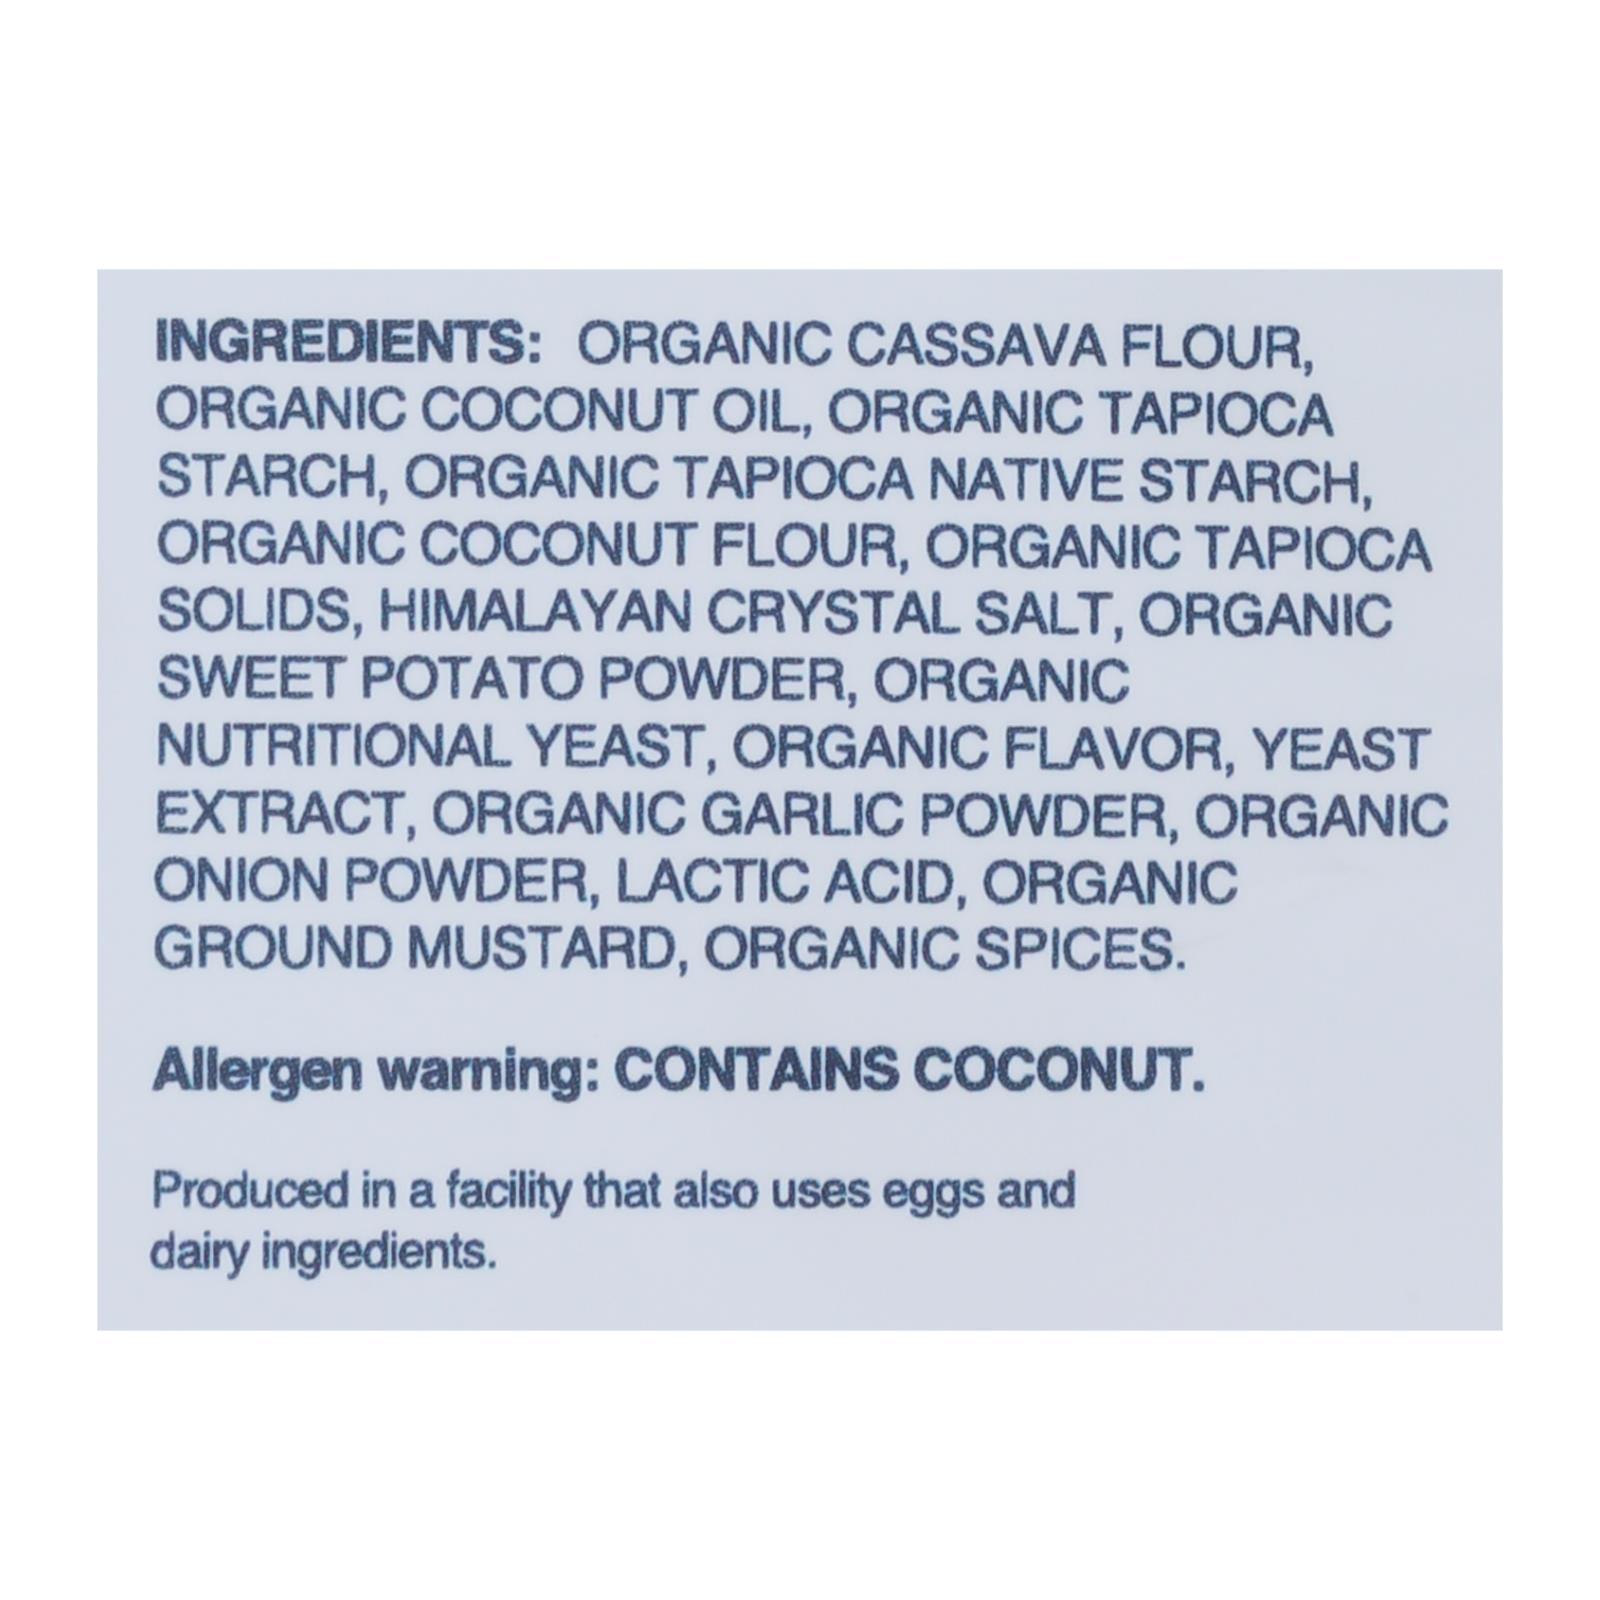 INGREDIENTS: ORGANIC CASSAVA FLOUR,
ORGANIC COCONUT OIL, ORGANIC TAPIOCA
STARCH, ORGANIC TAPIOCA NATIVE STARCH,
ORGANIC COCONUT FLOUR, ORGANIC TAPIOCA
SOLIDS, HIMALAYAN CRYSTAL SALT, ORGANIC
SWEET POTATO POWDER, ORGANIC
NUTRITIONAL YEAST, ORGANIC FLAVOR, YEAST
EXTRACT, ORGANIC GARLIC POWDER, ORGANIC
ONION POWDER, LACTIC ACID, ORGANIC
GROUND MUSTARD, ORGANIC SPICES.
Allergen warning: CONTAINS COCONUT.
Produced in a facility that also uses eggs and
dairy ingredients.